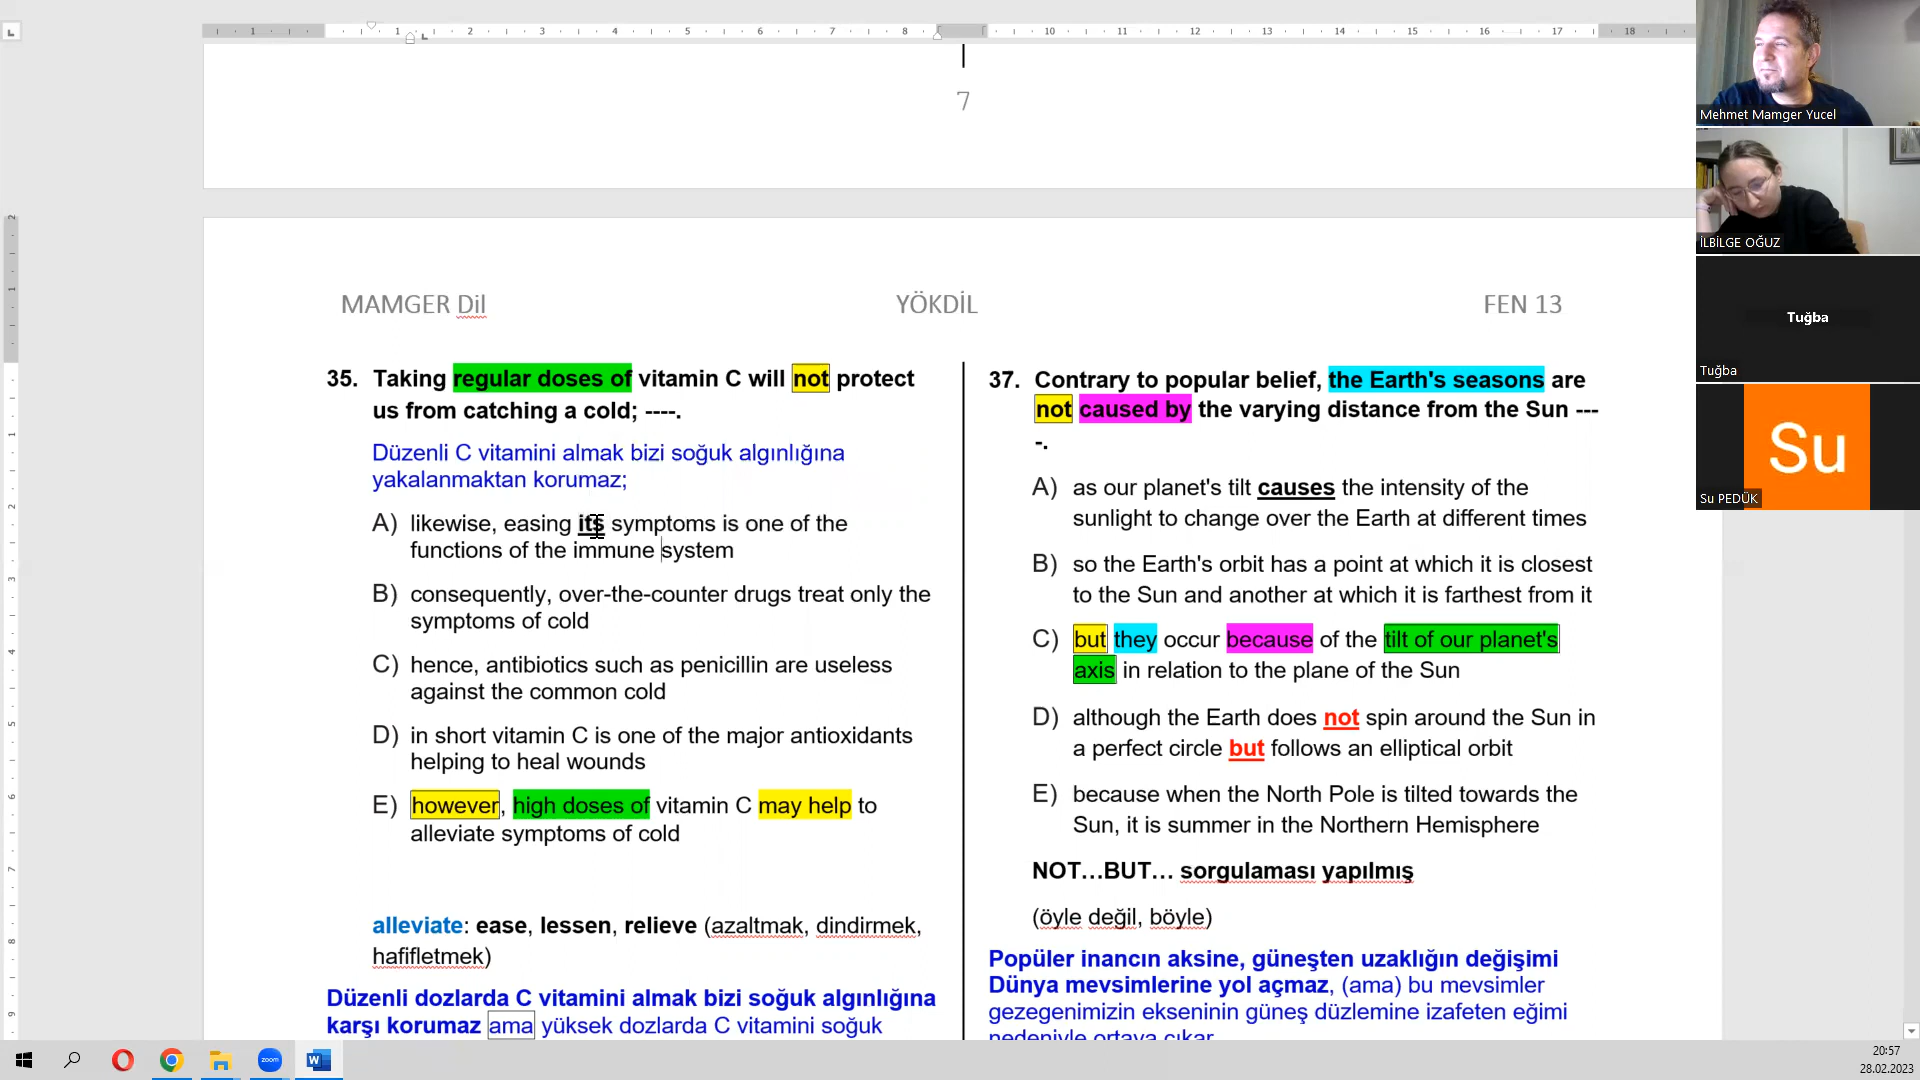 7
MAMGER Dil
YÖKDİL
FEN 13
35. Taking regular doses of vitamin C will not protect
us from catching a cold; ----.
Düzenli C vitamini almak bizi soğuk algınlığına
yakalanmaktan korumaz;
A) likewise, easing its symptoms is one of the
functions of the immune system
B) consequently, over-the-counter drugs treat only the
symptoms of cold
C) hence, antibiotics such as penicillin are useless
against the common cold
D) in short vitamin C is one of the major antioxidants
helping to heal wounds
E) however, high doses of vitamin C may help to
alleviate symptoms of cold
alleviate: ease, lessen, relieve (azaltmak, dindirmek,
hafifletmek)
Düzenli dozlarda C vitamini almak bizi soğuk algınlığına
karşı korumaz ama yüksek dozlarda C vitamini soğuk
37. Contrary to popular belief, the Earth's seasons are
not caused by the varying distance from the Sun ---
-.
A) as our planet's tilt causes the intensity of the
sunlight to change over the Earth at different times
B) so the Earth's orbit has a point at which it is closest
to the Sun and another at which it is farthest from it
C) but they occur because of the tilt of our planet's
axis in relation to the plane of the Sun
D) although the Earth does not spin around the Sun in
a perfect circle but follows an elliptical orbit
E) because when the North Pole is tilted towards the
Sun, it is summer in the Northern Hemisphere
NOT…BUT… sorgulaması yapılmış
(öyle değil, böyle)
Popüler inancın aksine, güneşten uzaklığın değişimi
Dünya mevsimlerine yol açmaz, (ama) bu mevsimler
gezegenimizin ekseninin güneş düzlemine izafeten eğimi
nedeniyle ortaya çıkar
Mehmet Mamger Yucel
İLBİLGE OĞUZ
Tuğba
Tuğba
Su
Su PEDÜK
zoom
20:57
28.02.2023